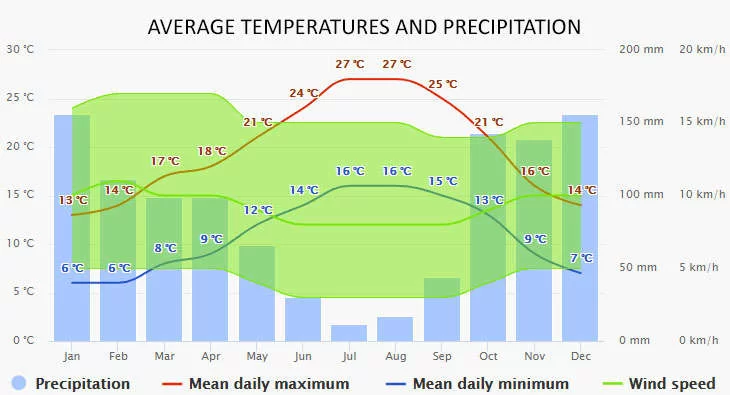 AVERAGE TEMPERATURES AND PRECIPITATION
30 °C 200 mm 20 km/h
27 °C 27 °C
25 °C 24 °C 25 °C
21 °C 21 °C 150 mm 15 km/h
20 °C 17 °C 18 °C
16 °C 16 °C 16 °C
15 °C 13 °C 14 °C 14 °C 15 °C 13 °C 14 °C 100 mm 10 km/h
12 °C
10 °C 8 °C 9 °C 9 °C
6 °C 6 °C 7 °C 50 mm 5 km/h
5 °C
0 °C 0 mm 0 km/h
Jan Feb Mar Apr May Jun Jul Aug Sep Oct Nov Dec
Precipitation Mean daily maximum Mean daily minimum Wind speed